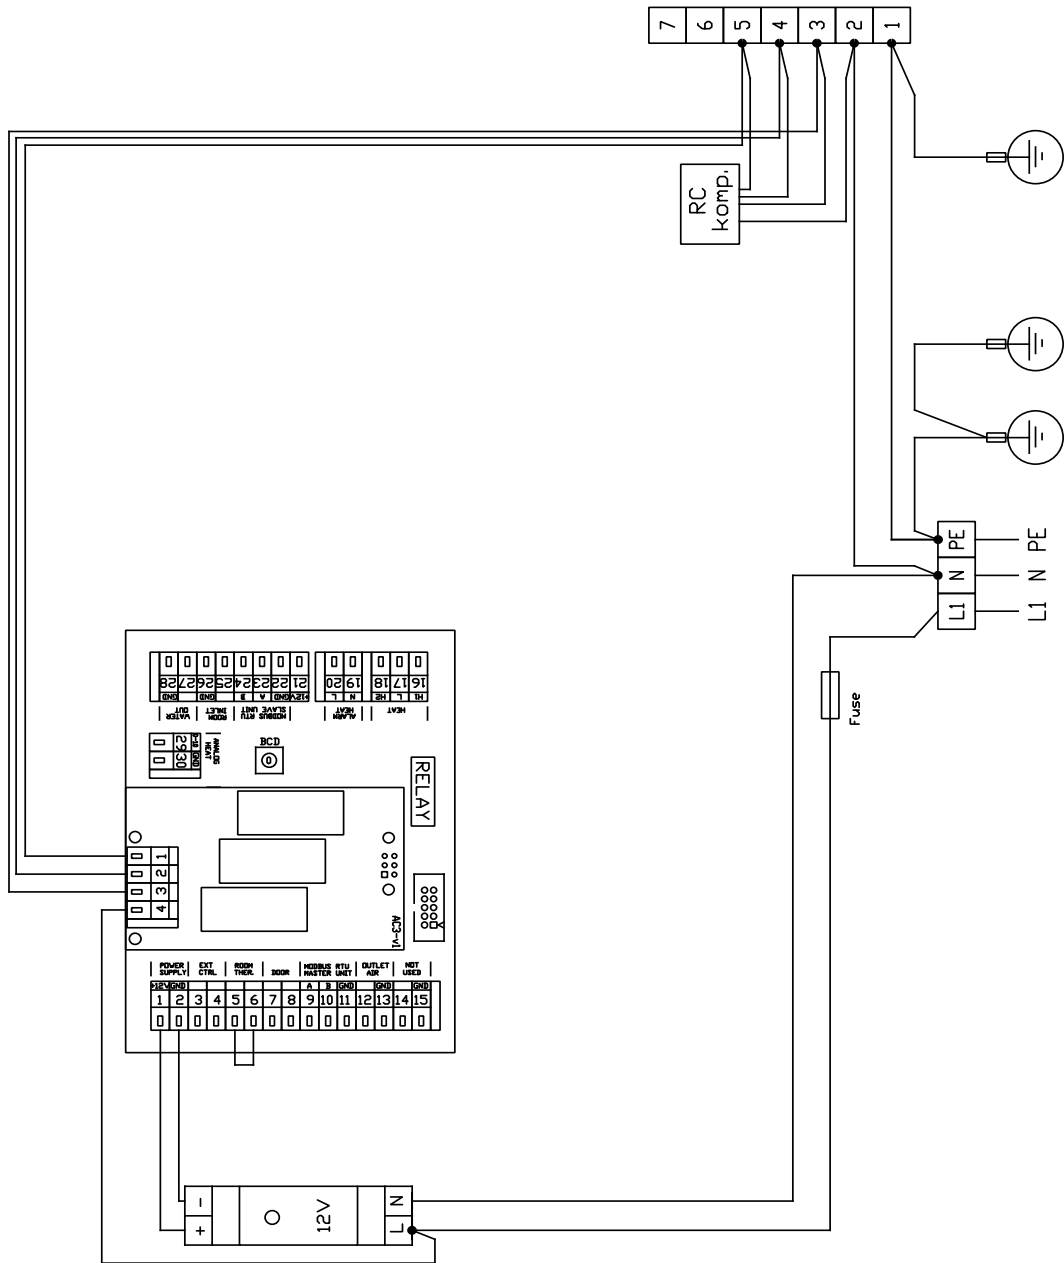 7 6 5 4 3 2 1
RC
komp.
PE
N
L1
PE
N
L1
Fuse
28 27 26 25 24 23 22 21
20 19
18 17 16
GND GND B A GND +12V
L N
H2 L H1
WATER
OUT
ROOM
INLET
MODBUS RTU
SLAVE UNIT
ALARM
HEAT
HEAT
29 30
0-10 GND
ANALOG
HEAT
BCD
RELAY
1
2
3
4
AC3-v1
POWER
SUPPLY
EXT
CTRL
ROOM
THER.
DOOR
MODBUS RTU
MASTER UNIT
OUTLET
AIR
NOT
USED
+12V GND A B GND GND GND
1 2 3 4 5 6 7 8 9 10 11 12 13 14 15
- +
12V
N
L